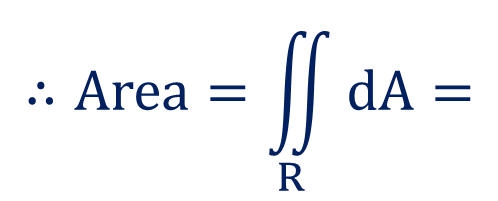 ∴ Area = ∬ dA =
R